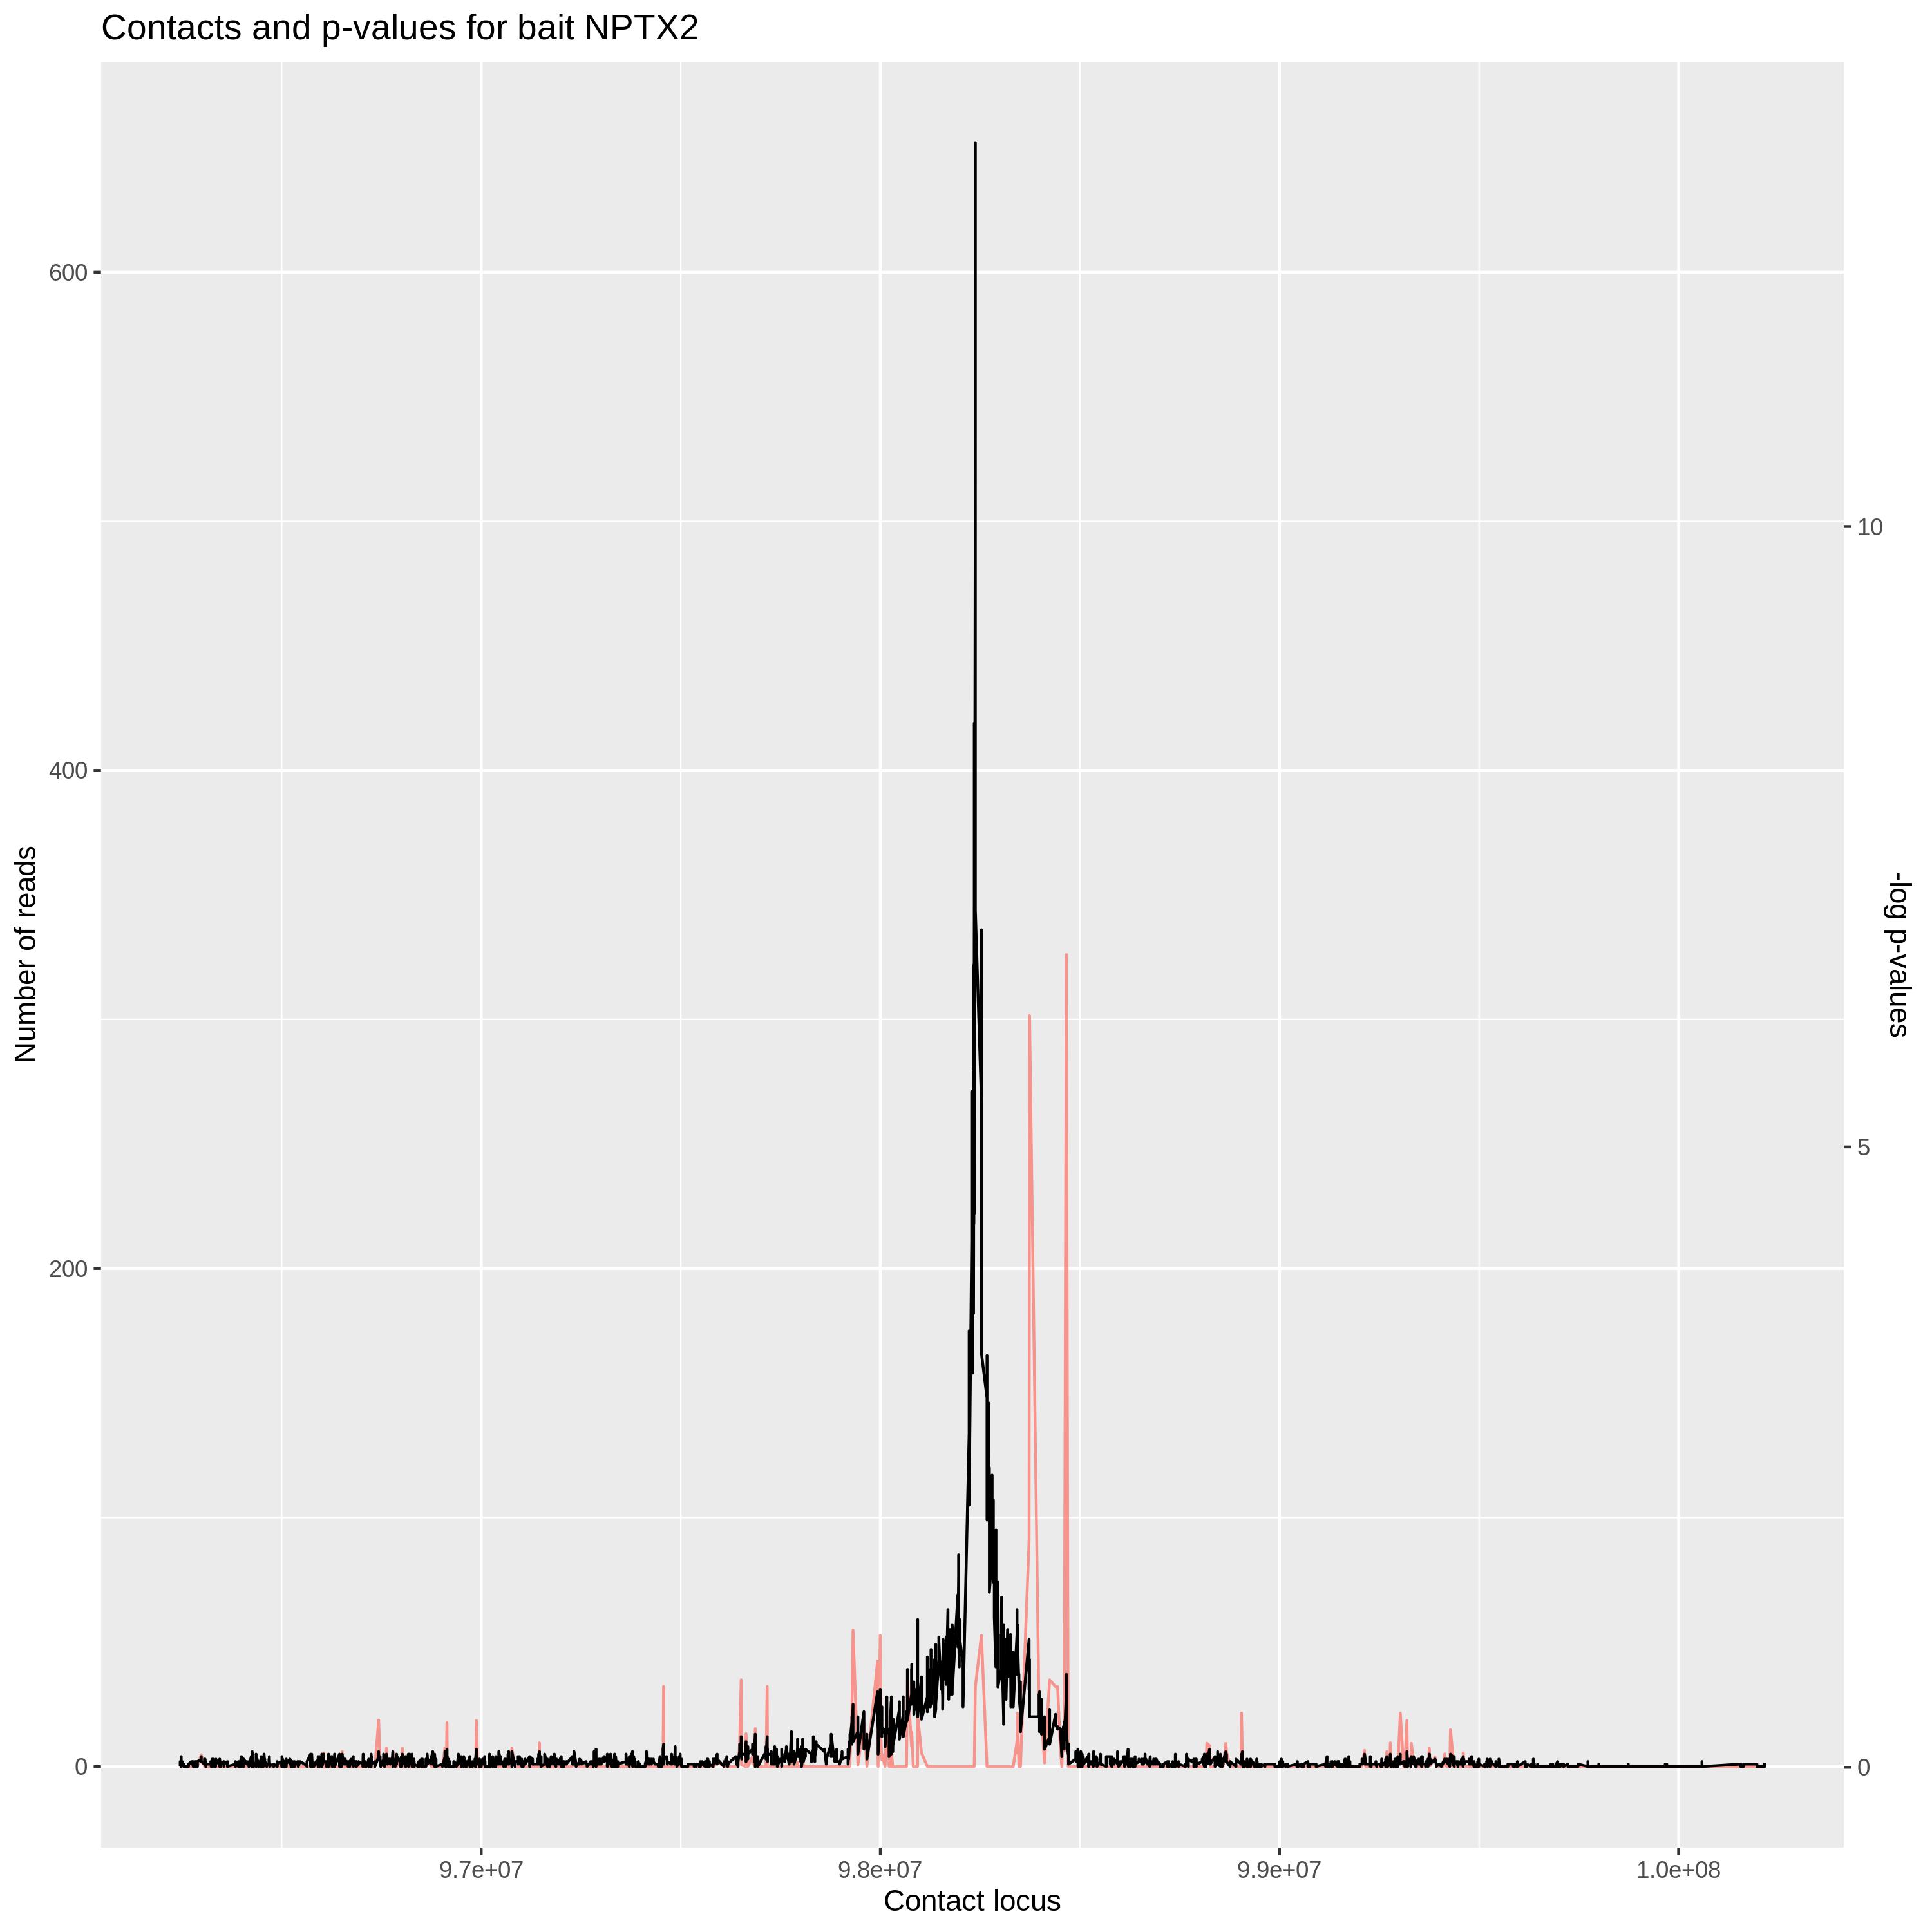 Contacts and p-values for bait NPTX2
600
400
200
0
Number of reads
10
5
0
-log p-values
9.7e+07
9.8e+07
9.9e+07
1.0e+08
Contact locus